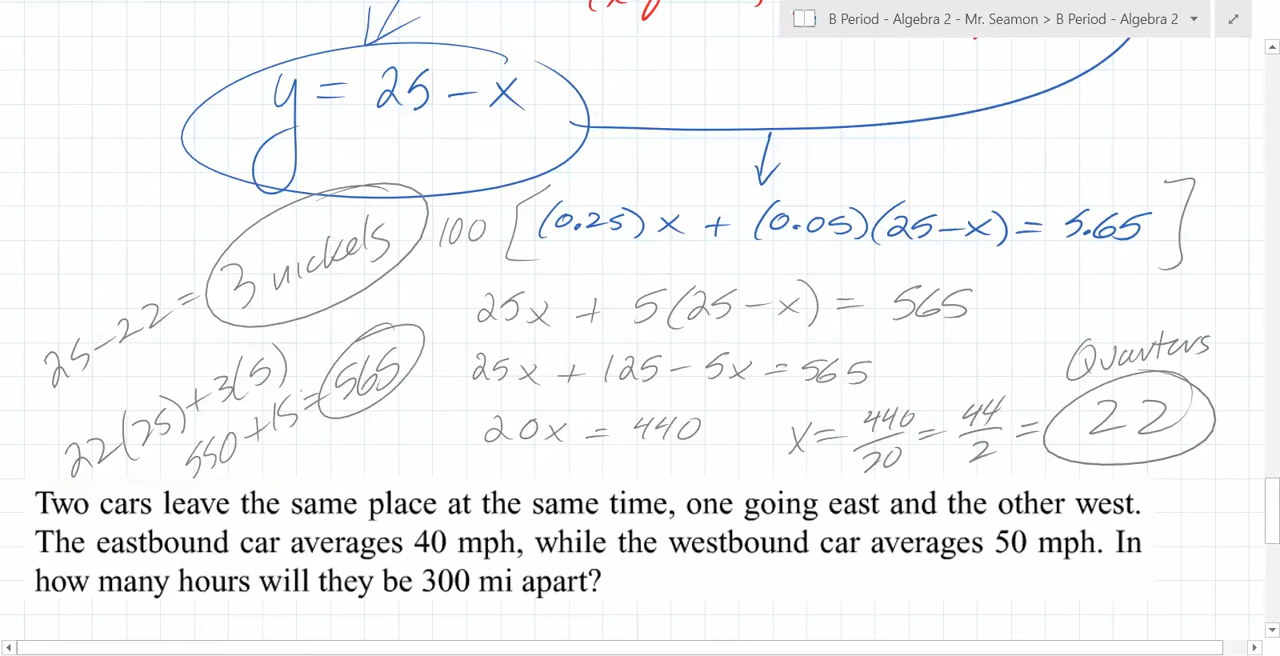 B Period - Algebra 2 - Mr. Seamon > B Period - Algebra 2
y = 25 - x
100 [(0.25)x + (0.05)(25-x) = 5.65]
25-22 = 3 nickels
25x + 5(25-x) = 565
22(25)+3(5)
550+15=565
25x + 125 - 5x = 565
Quarters
20x = 440
x = 440/20 = 44/2 = 22
Two cars leave the same place at the same time, one going east and the other west.
The eastbound car averages 40 mph, while the westbound car averages 50 mph. In
how many hours will they be 300 mi apart?